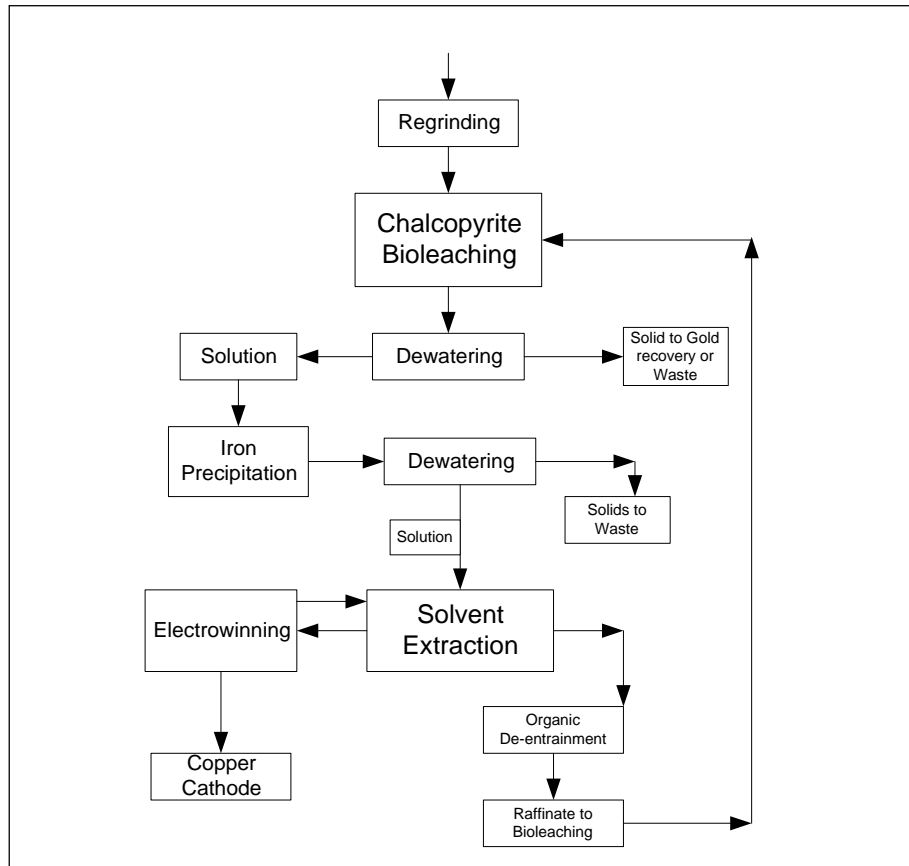 Regrinding
Chalcopyrite
Bioleaching
Solution
Dewatering
Solid to Gold
recovery or
Waste
Iron
Precipitation
Dewatering
Solids to
Waste
Solution
Electrowinning
Solvent
Extraction
Organic
De-entrainment
Copper
Cathode
Raffinate to
Bioleaching